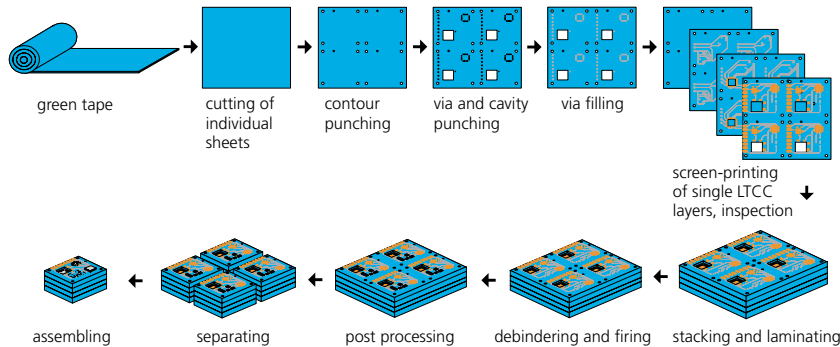 green tape
cutting of
individual
sheets
contour
punching
via and cavity
punching
via filling
screen-printing
of single LTCC
layers, inspection
assembling
separating
post processing
debindering and firing
stacking and laminating